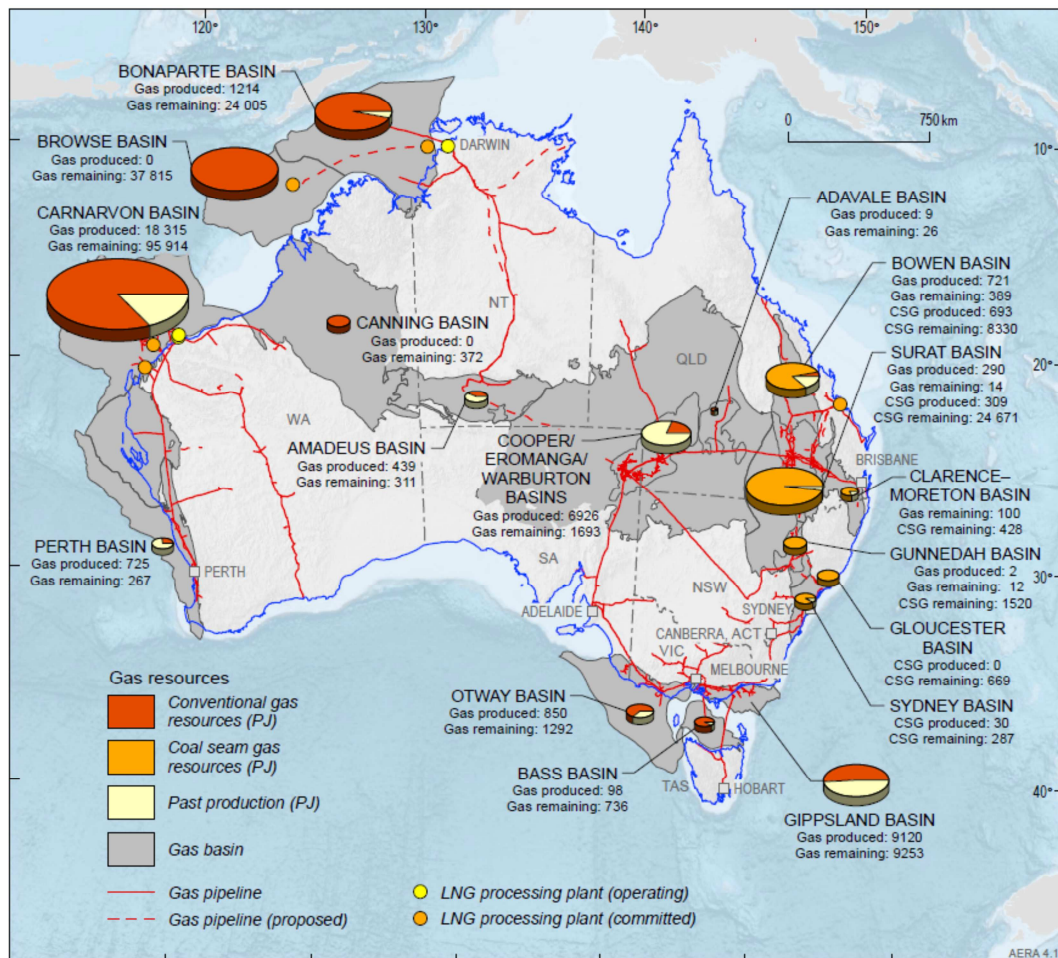 120°
130°
140°
150°
BONAPARTE BASIN
Gas produced: 1214
Gas remaining: 24 005
0
750 km
DARWIN
10°
10°
BROWSE BASIN
Gas produced: 0
Gas remaining: 37 815
ADAVALE BASIN
Gas produced: 9
Gas remaining: 26
CARNARVON BASIN
Gas produced: 18 315
Gas remaining: 95 914
BOWEN BASIN
Gas produced: 721
Gas remaining: 389
CSG produced: 693
CSG remaining: 8330
NT
CANNING BASIN
Gas produced: 0
Gas remaining: 372
QLD
20°
20°
SURAT BASIN
Gas produced: 290
Gas remaining: 14
CSG produced: 309
CSG remaining: 24 671
WA
AMADEUS BASIN
Gas produced: 439
Gas remaining: 311
COOPER/
EROMANGA/
WARBURTON
BASINS
Gas produced: 6926
Gas remaining: 1693
BRISBANE
CLARENCE–
MORETON BASIN
Gas remaining: 100
CSG remaining: 428
PERTH BASIN
Gas produced: 725
Gas remaining: 267
PERTH
SA
GUNNEDAH BASIN
Gas produced: 2
Gas remaining: 12
CSG remaining: 1520
30°
30°
NSW
ADELAIDE
SYDNEY
CANBERRA, ACT
VIC
MELBOURNE
GLOUCESTER
BASIN
CSG produced: 0
CSG remaining: 669
SYDNEY BASIN
CSG produced: 30
CSG remaining: 287
OTWAY BASIN
Gas produced: 850
Gas remaining: 1292
BASS BASIN
Gas produced: 98
Gas remaining: 736
TAS
HOBART
40°
40°
GIPPSLAND BASIN
Gas produced: 9120
Gas remaining: 9253
Gas resources
Conventional gas
resources (PJ)
Coal seam gas
resources (PJ)
Past production (PJ)
Gas basin
Gas pipeline
Gas pipeline (proposed)
LNG processing plant (operating)
LNG processing plant (committed)
AERA 4.1